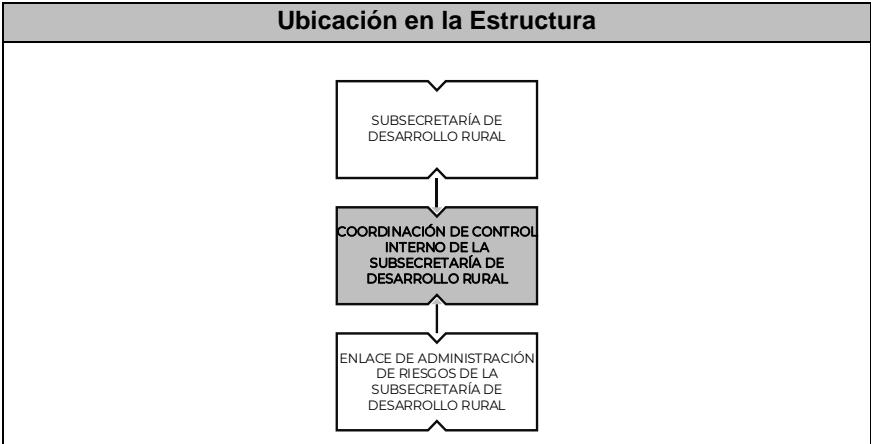 Ubicación en la Estructura
SUBSECRETARÍA DE
DESARROLLO RURAL
COORDINACIÓN DE CONTROL
INTERNO DE LA
SUBSECRETARÍA DE
DESARROLLO RURAL
ENLACE DE ADMINISTRACIÓN
DE RIESGOS DE LA
SUBSECRETARÍA DE
DESARROLLO RURAL